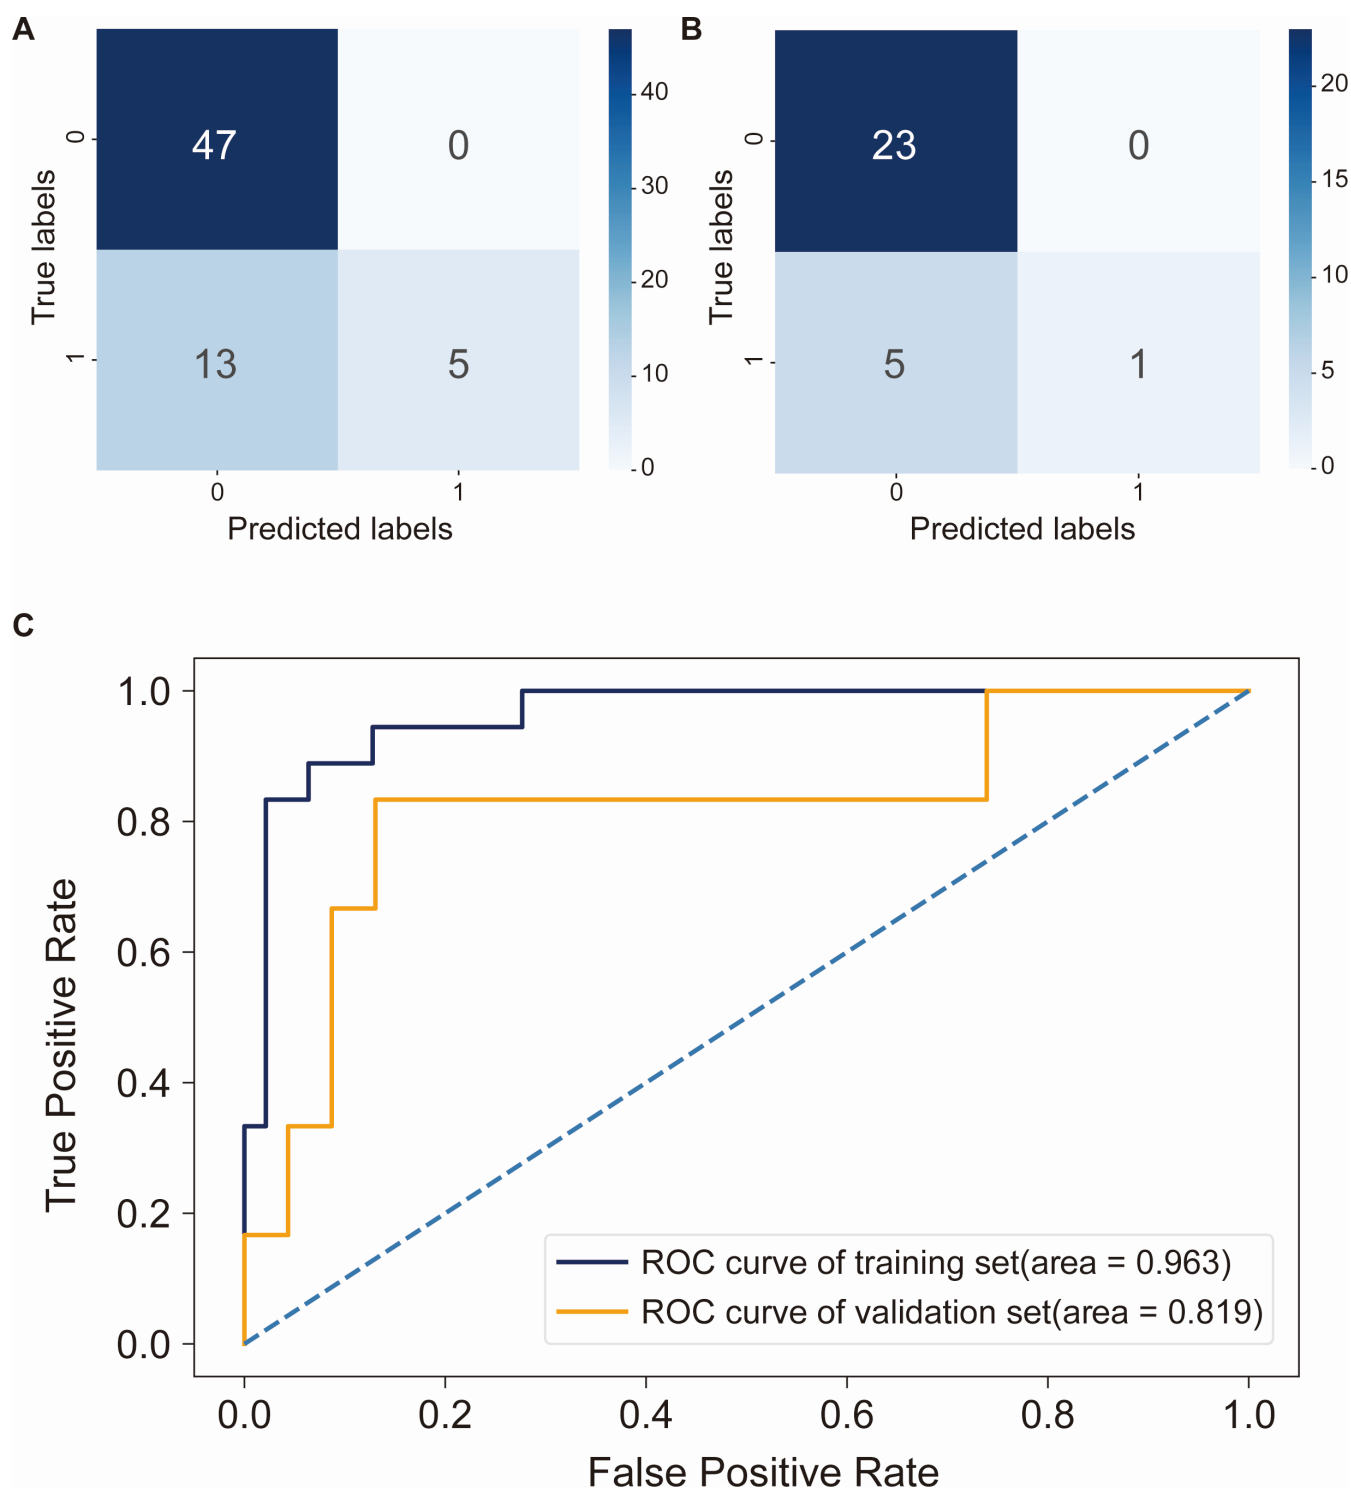 A
B
47 0
13 5
0
1
True labels
0 1
Predicted labels
40
30
20
10
0
23 0
5 1
0
1
True labels
0 1
Predicted labels
20
15
10
5
0
C
1.0
0.8
0.6
0.4
0.2
0.0
True Positive Rate
ROC curve of training set(area = 0.963)
ROC curve of validation set(area = 0.819)
0.0 0.2 0.4 0.6 0.8 1.0
False Positive Rate